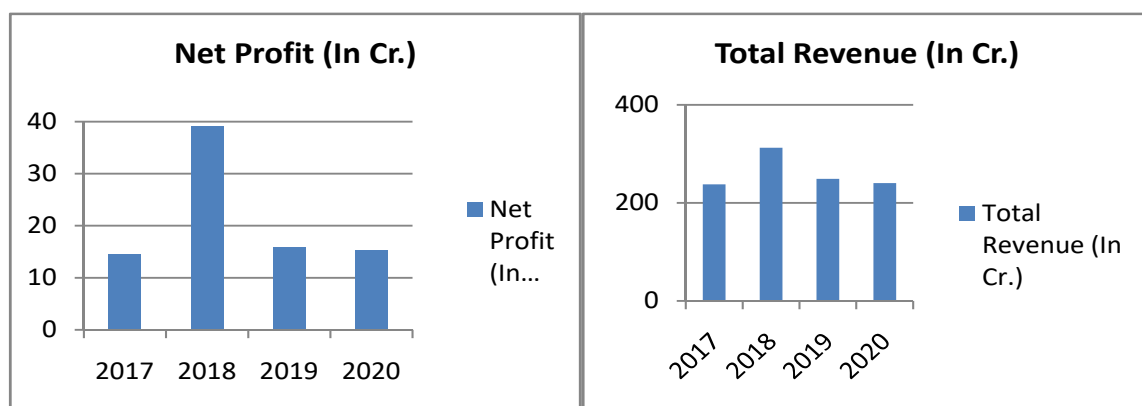 Net Profit (In Cr.)
40
30
20
10
0
2017 2018 2019 2020
Net
Profit
(In...
Total Revenue (In Cr.)
400
200
0
2017 2018 2019 2020
Total
Revenue (In
Cr.)